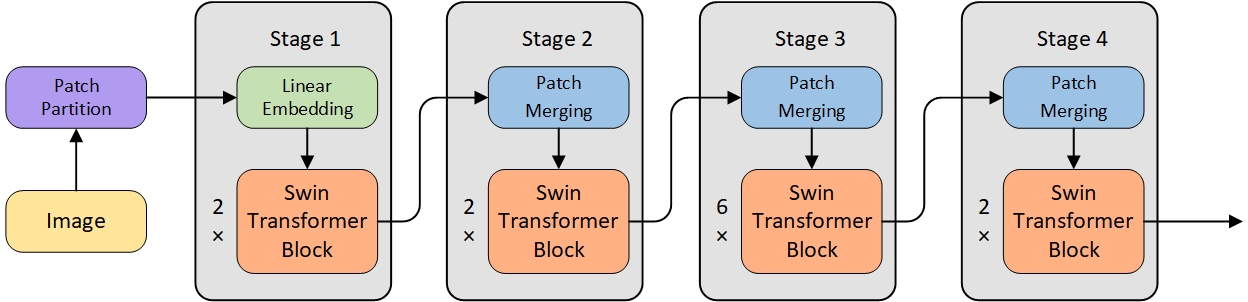 Patch
Partition
Image
Stage 1
Linear
Embedding
2
×
Swin
Transformer
Block
Stage 2
Patch
Merging
2
×
Swin
Transformer
Block
Stage 3
Patch
Merging
6
×
Swin
Transformer
Block
Stage 4
Patch
Merging
2
×
Swin
Transformer
Block